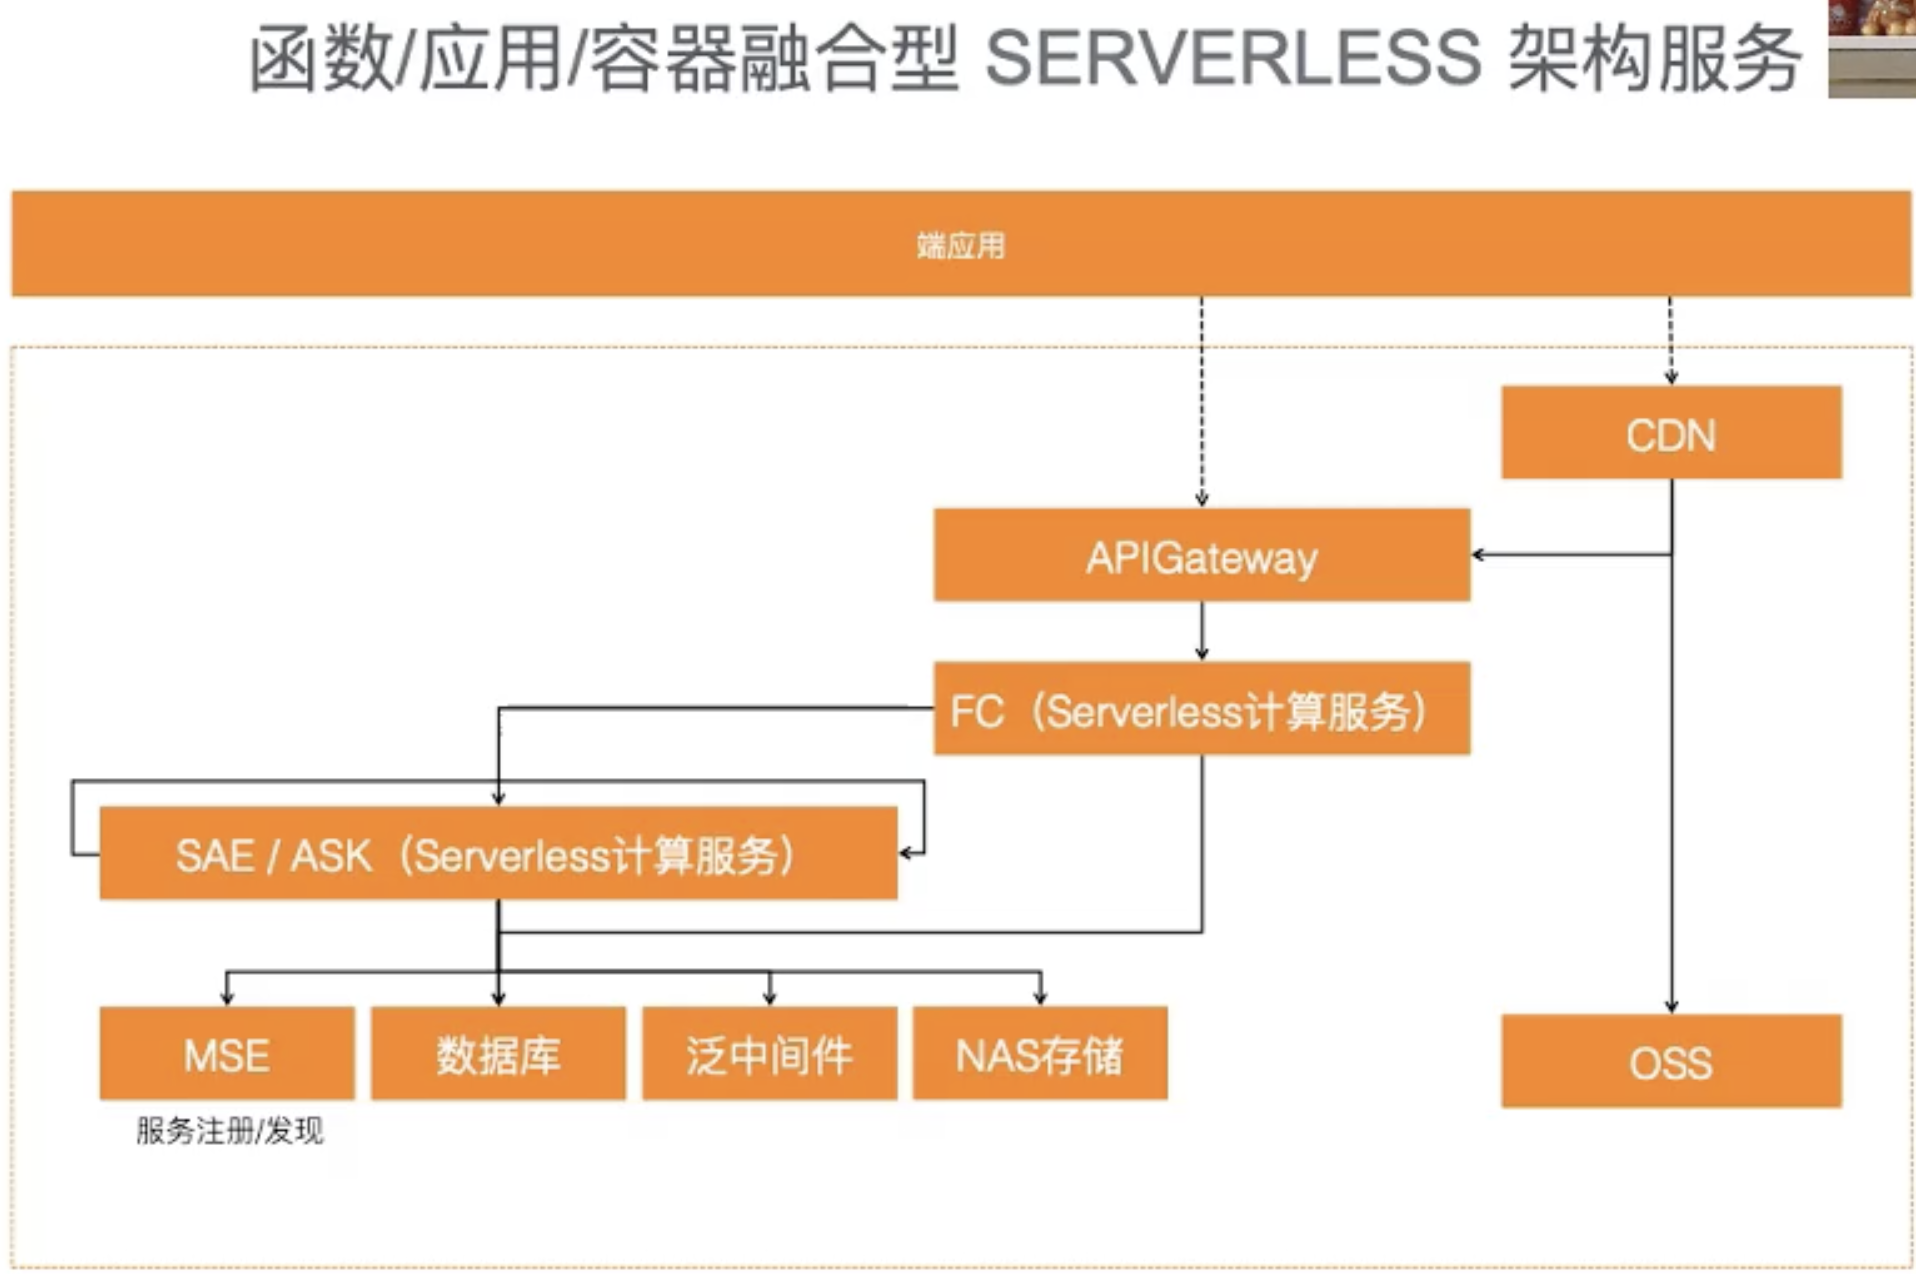 函数/应用/容器融合型 SERVERLESS 架构服务
端应用
CDN
APIGateway
FC（Serverless计算服务）
SAE / ASK（Serverless计算服务）
MSE
数据库
泛中间件
NAS存储
OSS
服务注册/发现